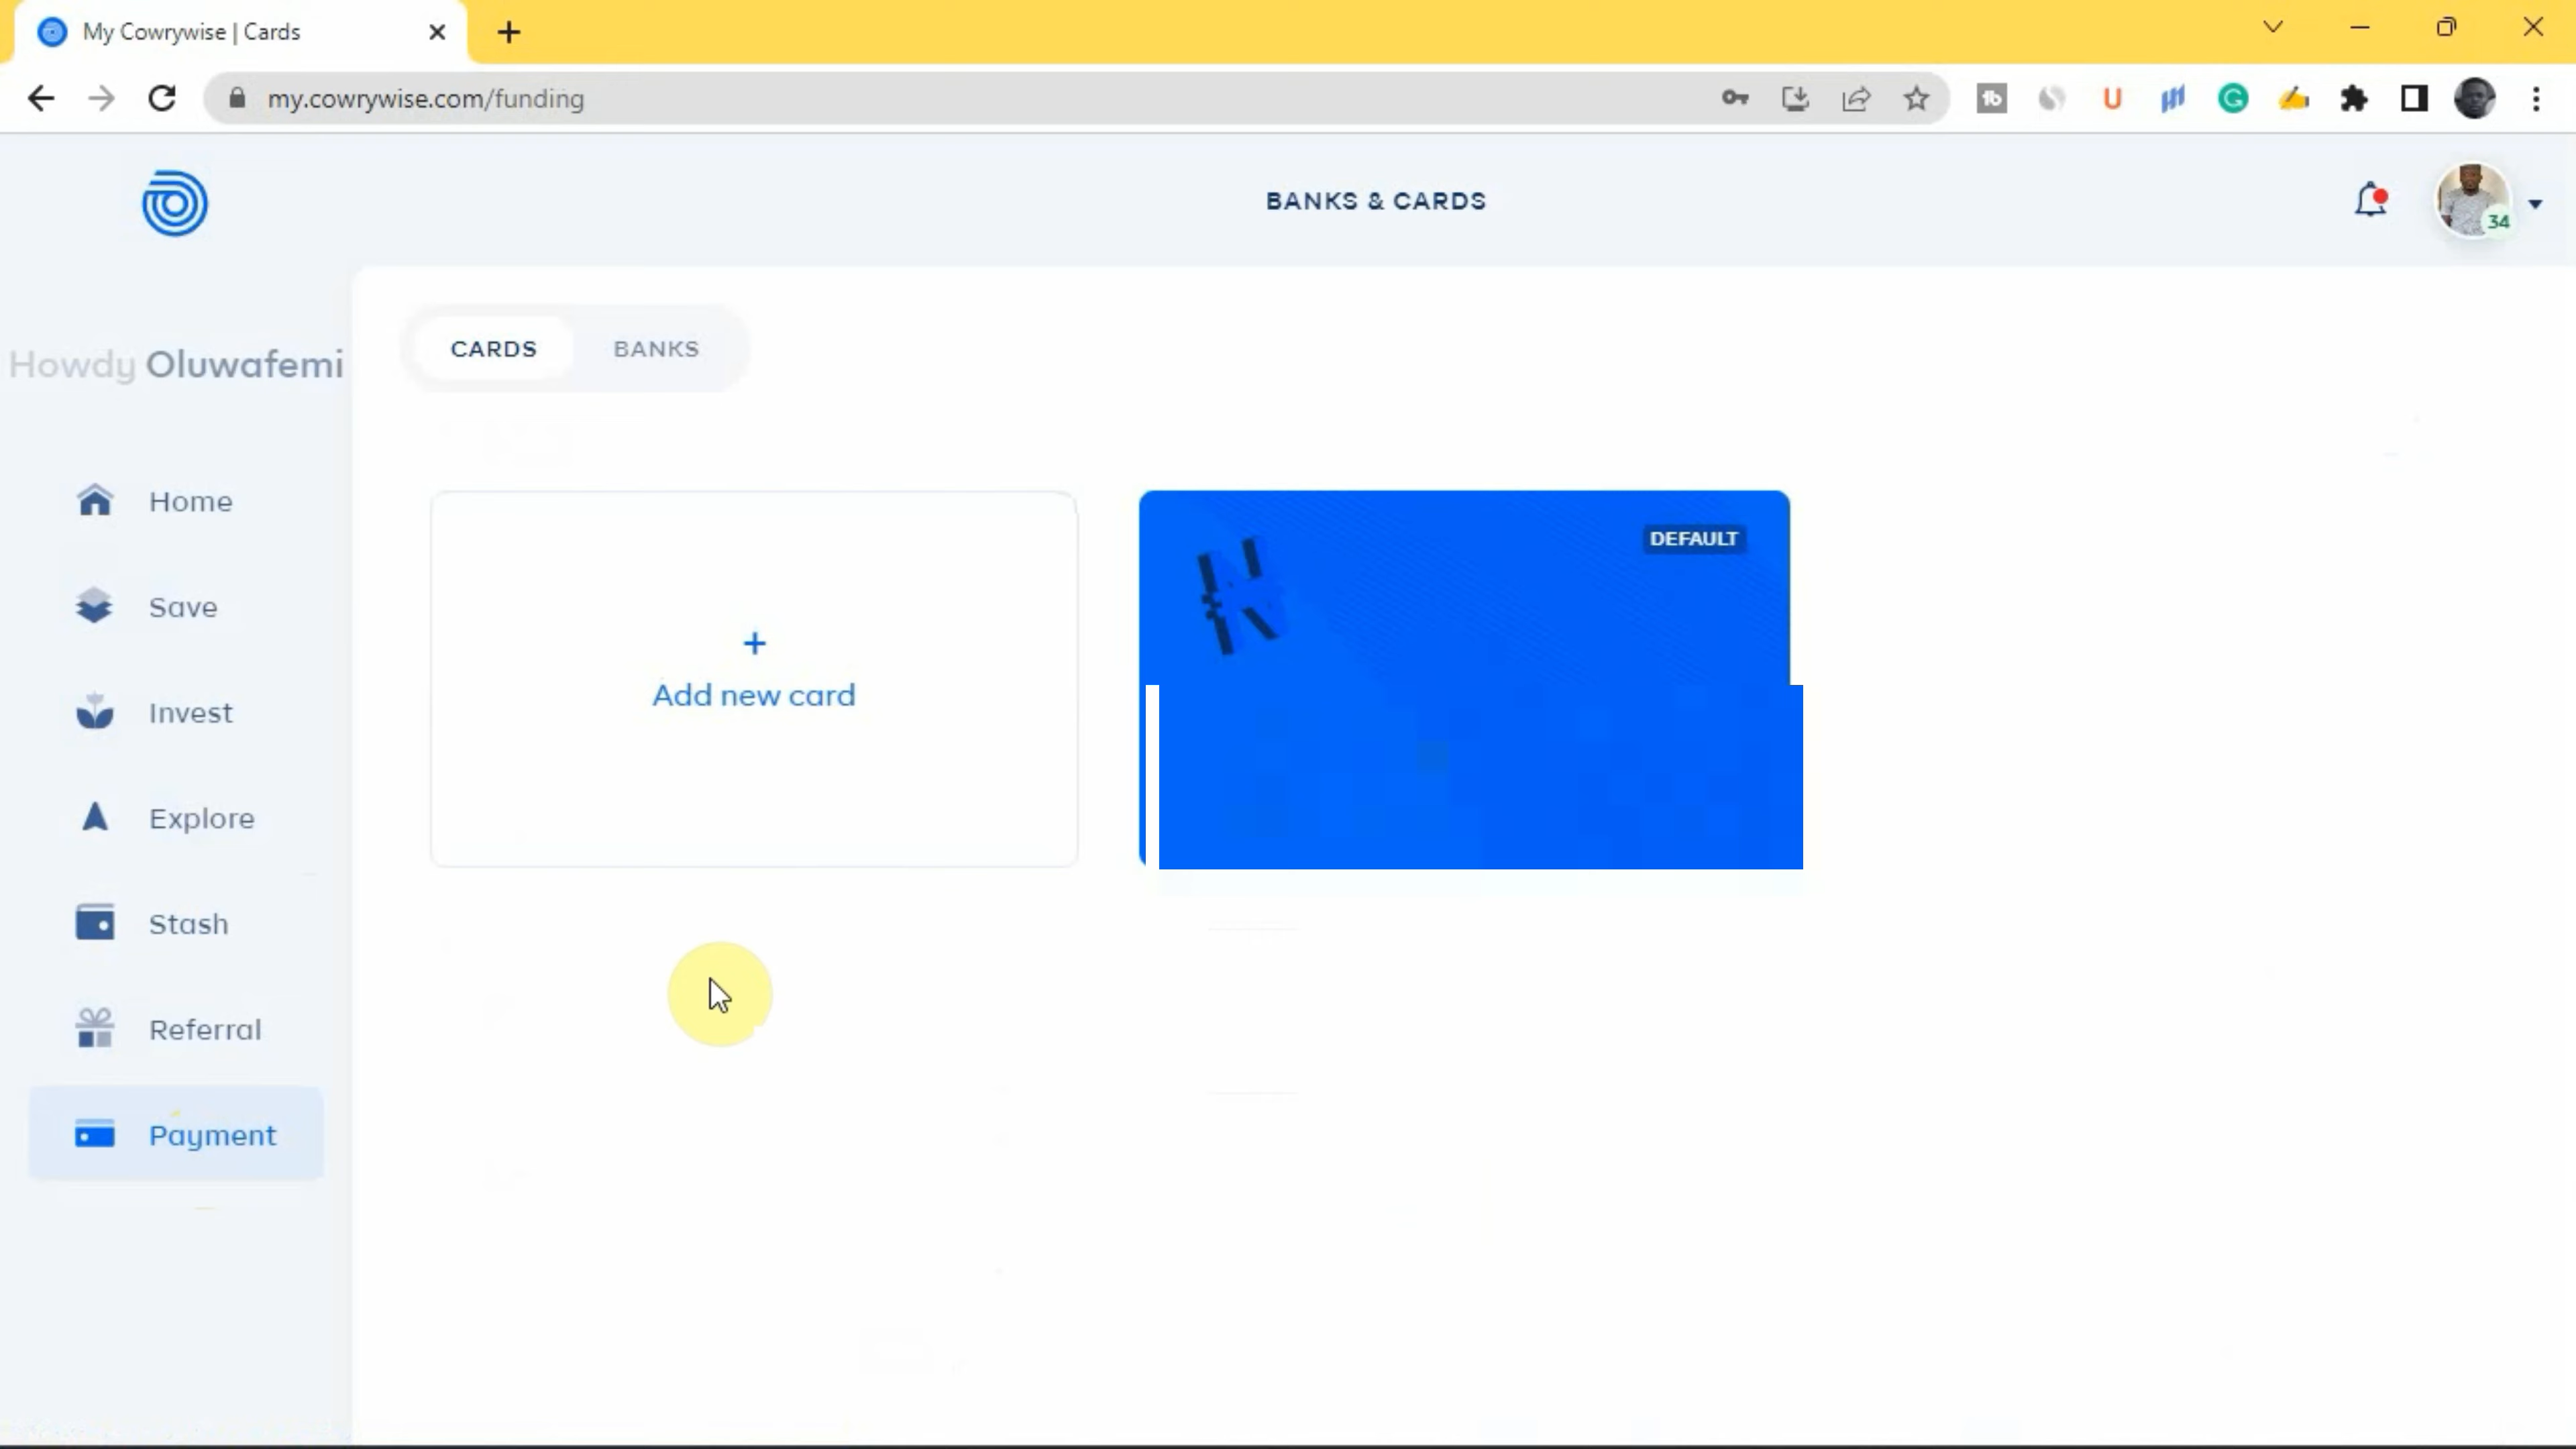 My Cowrywise | Cards
my.cowrywise.com/funding
BANKS & CARDS
34
CARDS
BANKS
Howdy Oluwafemi
Home
Save
Invest
Explore
Stash
Referral
Payment
+
Add new card
DEFAULT
₦